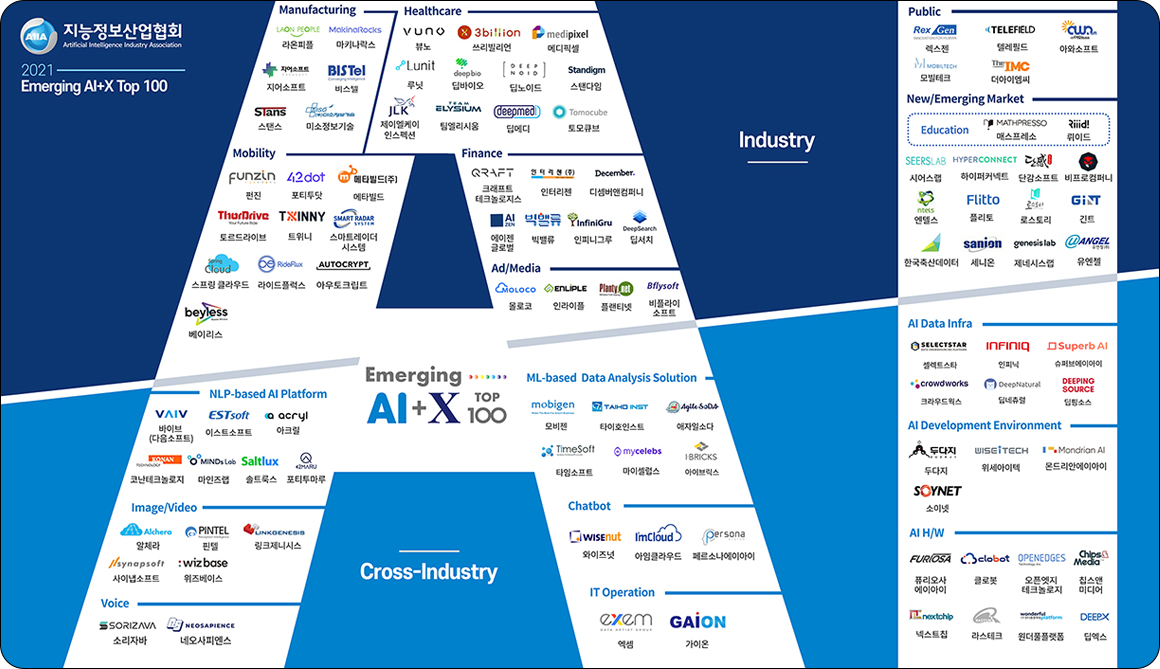 AIIA 지능정보산업협회
Artificial Intelligence Industry Association
2021
Emerging AI+X Top 100
Manufacturing
LAON PEOPLE
라온피플
MakinaRocks
마키나락스
지어소프트
지어소프트
BISTel
비스텔
STans
스탠스
미소정보기술
미소정보기술
Healthcare
VUNO
뷰노
3billion
쓰리빌리언
medipixel
메디픽셀
Lunit
루닛
deepbio
딥바이오
DEEP NOID
딥노이드
Standigm
스탠다임
JLK
제이엘케이
인스펙션
TEAM ELYSIUM
팀엘리시움
deepmedi
딥메디
Tomocube
토모큐브
Mobility
FUNZIN
펀진
42dot
포티투닷
메타빌드(주)
메타빌드
ThorDrive
토르드라이브
TXINNY
트위니
SMART RADAR SYSTEM
스마트레이더
시스템
Spring Cloud
스프링 클라우드
RideFlux
라이드플럭스
AUTOCRYPT
아우토크립트
beyless
베이리스
Finance
QRAFT
크래프트
테크놀로지스
인터리젠(주)
인터리젠
December.
디셈버앤컴퍼니
AI ZEN
에이젠
글로벌
빅밸류
빅밸류
InfiniGru
인피니그루
DeepSearch
딥서치
Ad/Media
MOLOCO
몰로코
ENLIPLE
인라이플
Planty.net
플랜티넷
Bflysoft
비플라이
소프트
Industry
Public
RexGen
렉스젠
TELEFIELD
텔레필드
아와소프트
MOBILTECH
모빌테크
The IMC
더아이엠씨
New/Emerging Market
Education
MATHPRESSO
매스프레소
Riiid!
뤼이드
SEERSLAB
시어스랩
HYPERCONNECT
하이퍼커넥트
단감소프트
비프로컴퍼니
ntels
엔텔스
Flitto
플리토
로스토리
GiNT
긴트
한국축산데이터
sanion
세니온
genesis lab
제네시스랩
U ANGEL
유엔젤
NLP-based AI Platform
VAIV
바이브
(다음소프트)
ESTsoft
이스트소프트
acryl
아크릴
KONAN TECHNOLOGY
코난테크놀로지
MINDs Lab
마인즈랩
Saltlux
솔트룩스
42MARU
포티투마루
Image/Video
Alchera
알체라
PINTEL
핀텔
LINKGENESIS
링크제니시스
synapsoft
사이냅소프트
:wizbase
위즈베이스
Voice
SORIZAVA
소리자바
NEOSAPIENCE
네오사피엔스
Emerging
AI+X TOP 100
Cross-Industry
ML-based Data Analysis Solution
mobigen
모비젠
TAIHO INST
타이호인스트
Agile SoDA
애자일소다
TimeSoft
타임소프트
mycelebs
마이셀럽스
I BRICKS
아이브릭스
Chatbot
WISEnut
와이즈넛
I'mCloud
아임클라우드
Persona
페르소나에이아이
IT Operation
exem
DATA ARTIST GROUP
엑셈
GAION
가이온
AI Data Infra
SELECTSTAR
셀렉트스타
INFINIQ
인피닉
Superb AI
슈퍼브에이아이
crowdworks
크라우드웍스
DeepNatural
딥네츄럴
DEEPING SOURCE
딥핑소스
AI Development Environment
두다지
두다지
WISEiTECH
위세아이텍
Mondrian AI
몬드리안에이아이
SOYNET
소이넷
AI H/W
FURIOSA
퓨리오사
에이아이
clobot
클로봇
OPENEDGES
오픈엣지
테크놀로지
Chips&Media
칩스앤
미디어
nextchip
넥스트칩
라스테크
wonderful platform
원더풀플랫폼
DEEPX
딥엑스